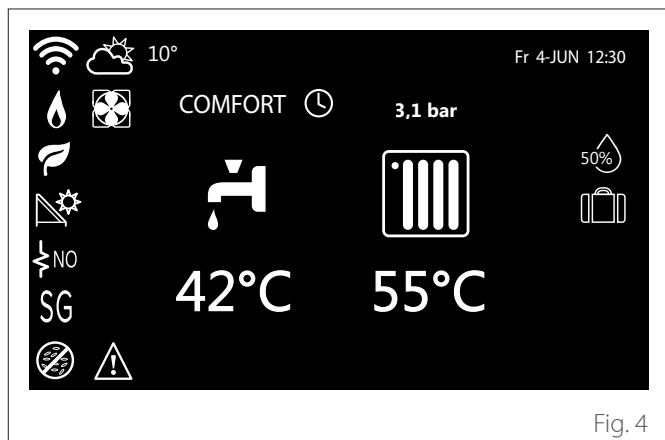 10° Fr 4-JUN 12:30
COMFORT 3,1 bar
50%
NO
42°C 55°C
SG
Fig. 4